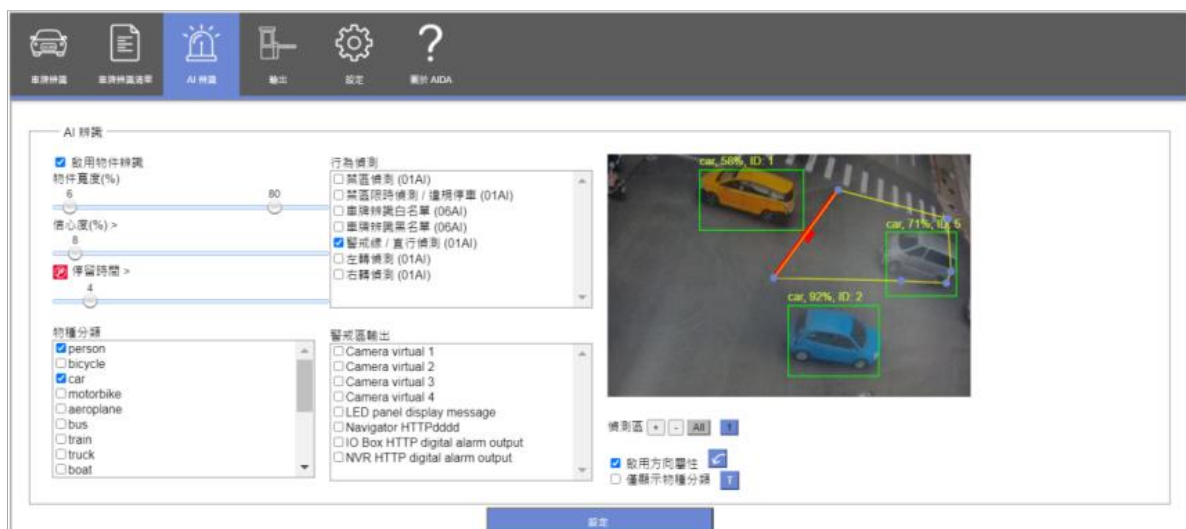 車牌辨識
車牌辨識清單
AI 辨識
輸出
設定
關於 AIDA
AI 辨識
啟用物件辨識
物件寬度(%)
6
80
信心度(%) >
8
停留時間 >
4
物種分類
person
bicycle
car
motorbike
aeroplane
bus
train
truck
boat
行為偵測
禁區偵測 (01AI)
禁區限時偵測 / 違規停車 (01AI)
車牌辨識白名單 (06AI)
車牌辨識黑名單 (06AI)
警戒線 / 直行偵測 (01AI)
左轉偵測 (01AI)
右轉偵測 (01AI)
警戒區輸出
Camera virtual 1
Camera virtual 2
Camera virtual 3
Camera virtual 4
LED panel display message
Navigator HTTPdddd
IO Box HTTP digital alarm output
NVR HTTP digital alarm output
car, 58%, ID: 1
car, 71%, ID: 5
car, 92%, ID: 2
偵測區 + - All 1
啟用方向屬性
僅顯示物種分類 T
設定